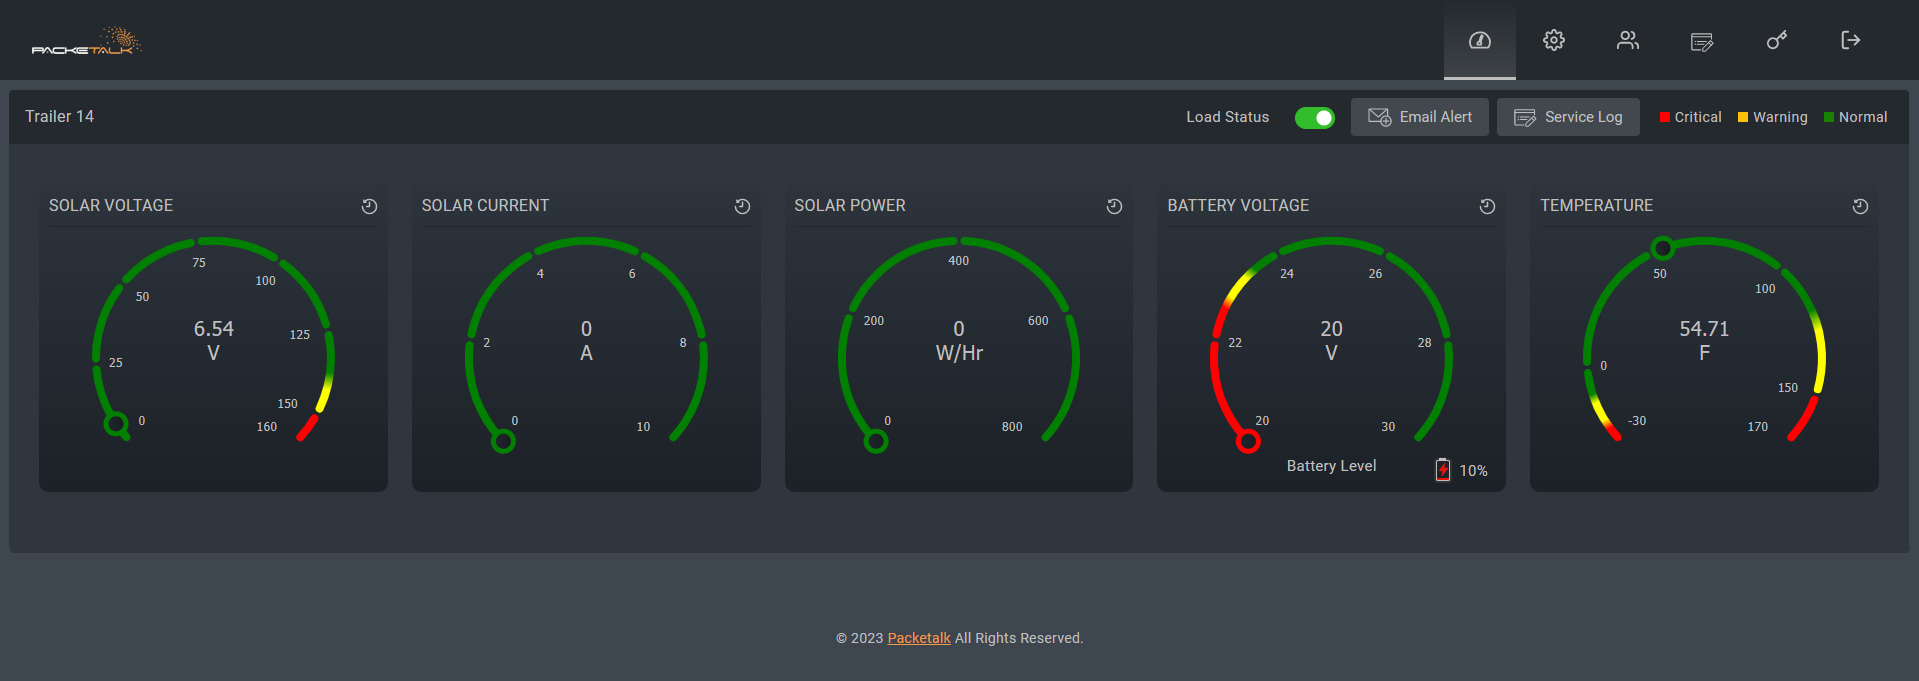 PACKETALK
Trailer 14
Load Status
Email Alert
Service Log
Critical
Warning
Normal
SOLAR VOLTAGE
0
25
50
75
100
125
150
160
6.54
V
SOLAR CURRENT
0
2
4
6
8
10
0
A
SOLAR POWER
0
200
400
600
800
0
W/Hr
BATTERY VOLTAGE
20
22
24
26
28
30
20
V
Battery Level
10%
TEMPERATURE
-30
0
50
100
150
170
54.71
F
© 2023 Packetalk All Rights Reserved.